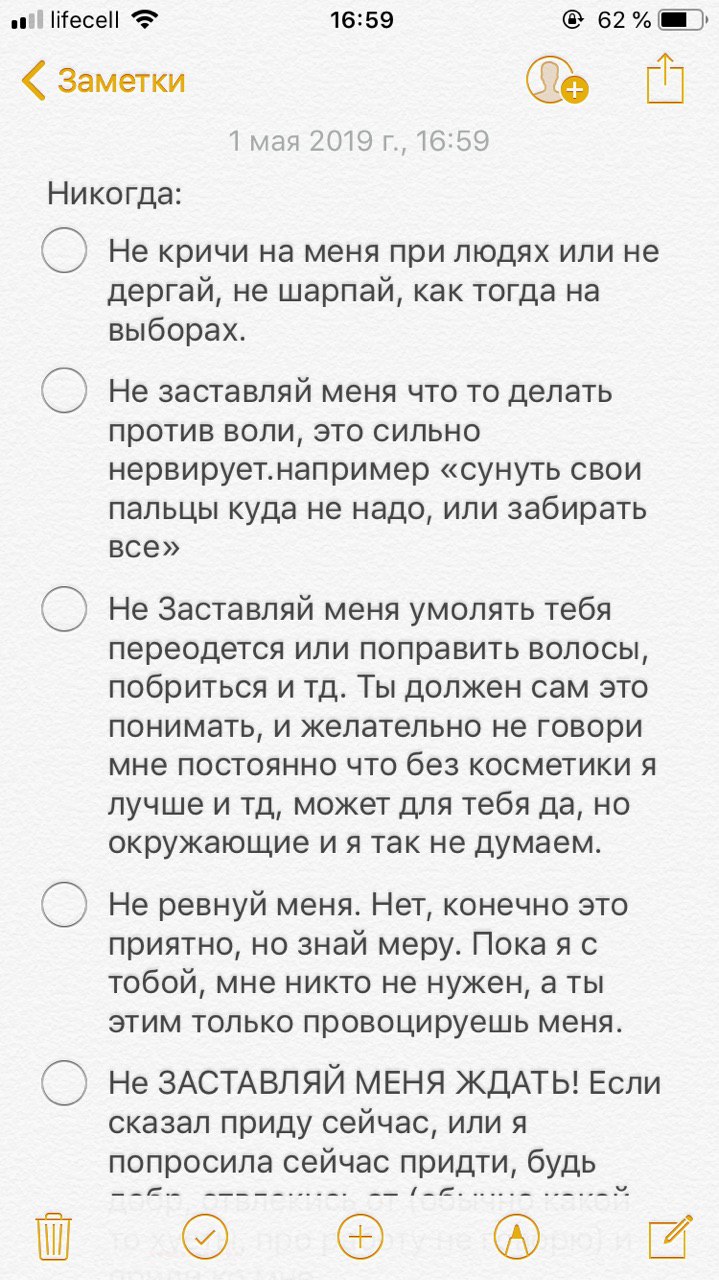 lifecell 16:59 62 %
Заметки
1 мая 2019 г., 16:59
Никогда:
Не кричи на меня при людях или не
дергай, не шарпай, как тогда на
выборах.
Не заставляй меня что то делать
против воли, это сильно
нервирует.например «сунуть свои
пальцы куда не надо, или забирать
все»
Не Заставляй меня умолять тебя
переодется или поправить волосы,
побриться и тд. Ты должен сам это
понимать, и желательно не говори
мне постоянно что без косметики я
лучше и тд, может для тебя да, но
окружающие и я так не думаем.
Не ревнуй меня. Нет, конечно это
приятно, но знай меру. Пока я с
тобой, мне никто не нужен, а ты
этим только провоцируешь меня.
Не ЗАСТАВЛЯЙ МЕНЯ ЖДАТЬ! Если
сказал приду сейчас, или я
попросила сейчас придти, будь
добр, отвлекись от (обычно какой
то про работу не говорю) и